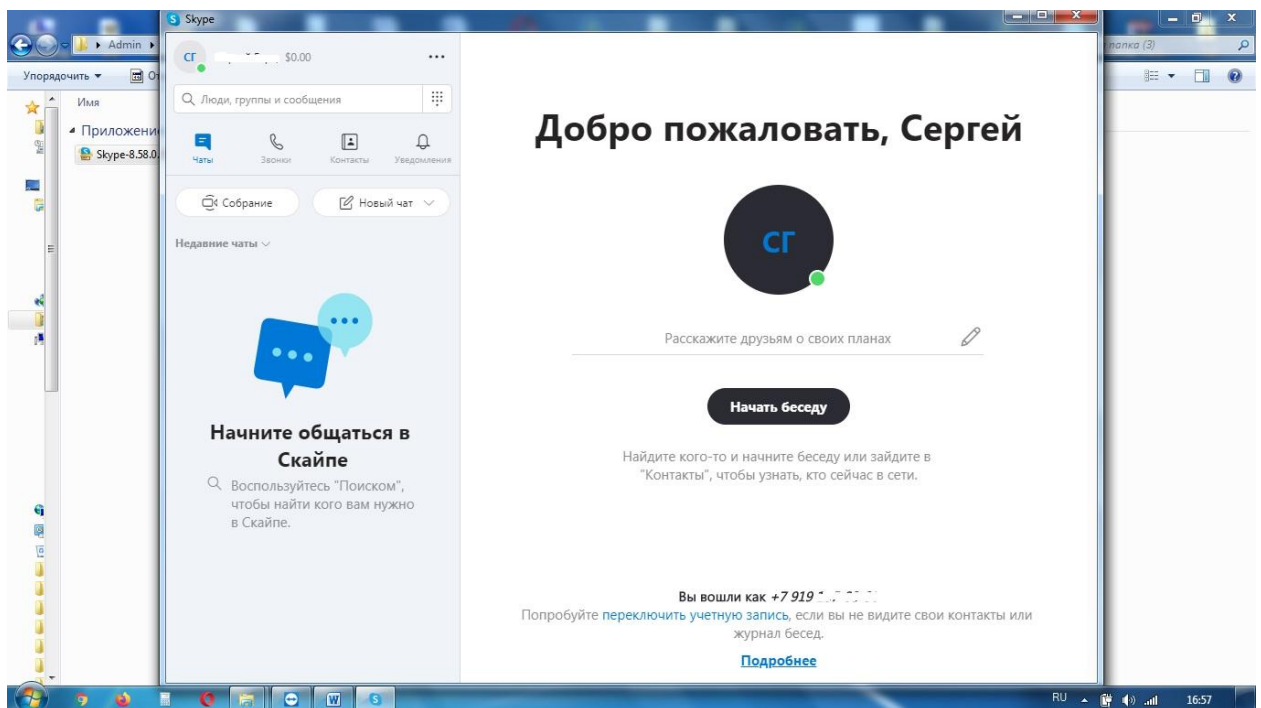 Skype
Admin
папка (3)
Упорядочить
Имя
Приложени
Skype-8.58.0.
СГ
$0.00
Люди, группы и сообщения
Чаты
Звонки
Контакты
Уведомления
Собрание
Новый чат
Недавние чаты
Начните общаться в
Скайпе
Воспользуйтесь "Поиском",
чтобы найти кого вам нужно
в Скайпе.
Добро пожаловать, Сергей
СГ
Расскажите друзьям о своих планах
Начать беседу
Найдите кого-то и начните беседу или зайдите в
"Контакты", чтобы узнать, кто сейчас в сети.
Вы вошли как +7 919
Попробуйте переключить учетную запись, если вы не видите свои контакты или
журнал бесед.
Подробнее
RU
16:57